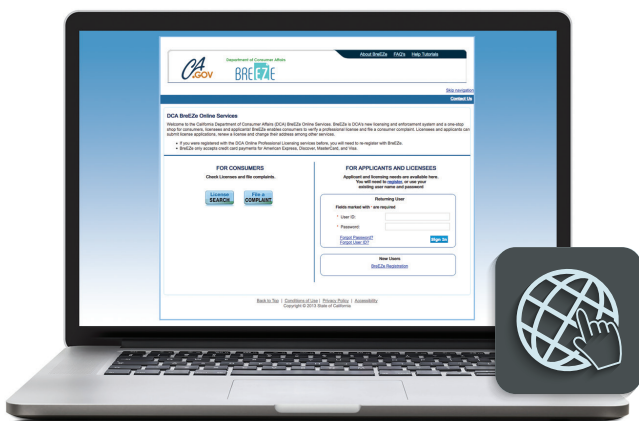 About BreEZe FAQ's Help Tutorials
CA.GOV
Department of Consumer Affairs
BREEZE
Skip navigation
Contact Us
DCA BreEZe Online Services
Welcome to the California Department of Consumer Affairs (DCA) BreEZe Online Services. BreEZe is DCA's new licensing and enforcement system and a one-stop
shop for consumers, licensees and applicants! BreEZe enables consumers to verify a professional license and file a consumer complaint. Licensees and applicants can
submit license applications, renew a license and change their address among other services.
• If you were registered with the DCA Online Professional Licensing services before, you will need to re-register with BreEZe.
• BreEZe only accepts credit card payments for American Express, Discover, MasterCard, and Visa.
FOR CONSUMERS
Check Licenses and file complaints.
License
SEARCH
File a
COMPLAINT
FOR APPLICANTS AND LICENSEES
Applicant and licensing needs are available here.
You will need to register, or use your
existing user name and password
Returning User
Fields marked with * are required
* User ID:
* Password:
Forgot Password?
Forgot User ID?
Sign In
New Users
BreEZe Registration
Back to Top | Conditions of Use | Privacy Policy | Accessibility
Copyright © 2013 State of California